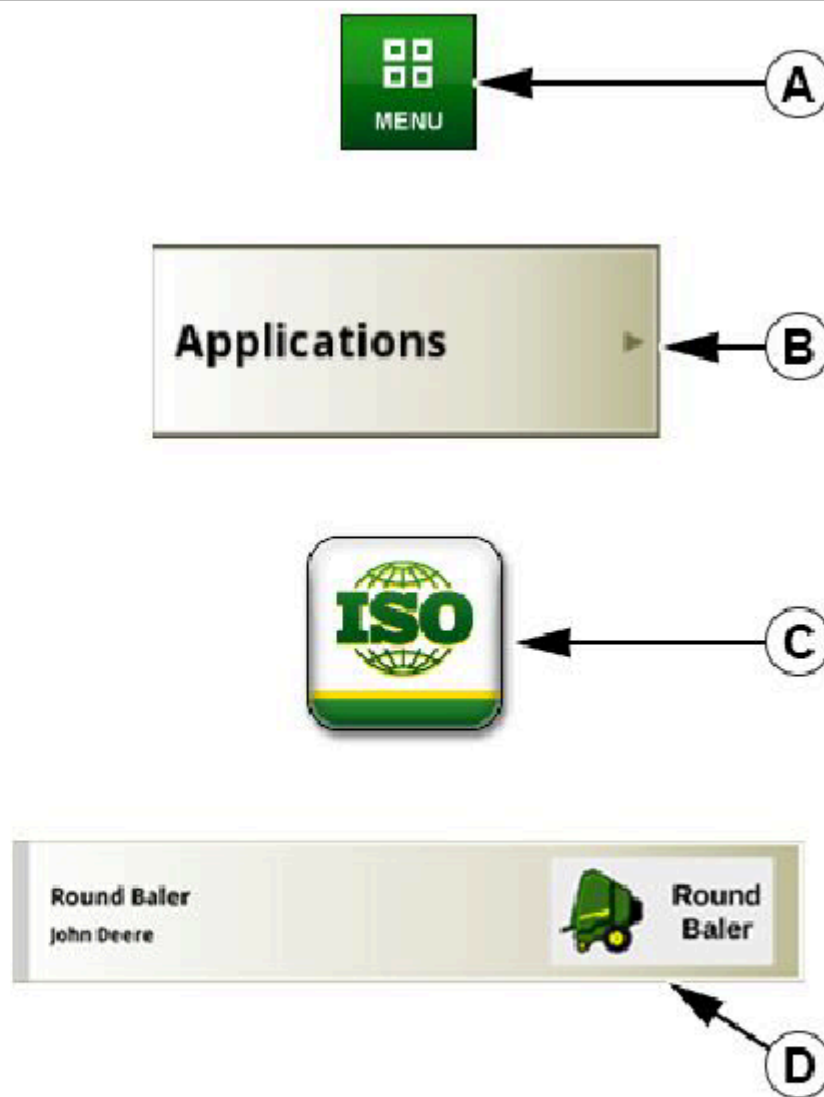 MENU
A
Applications
B
ISO
C
Round Baler
John Deere
Round
Baler
D